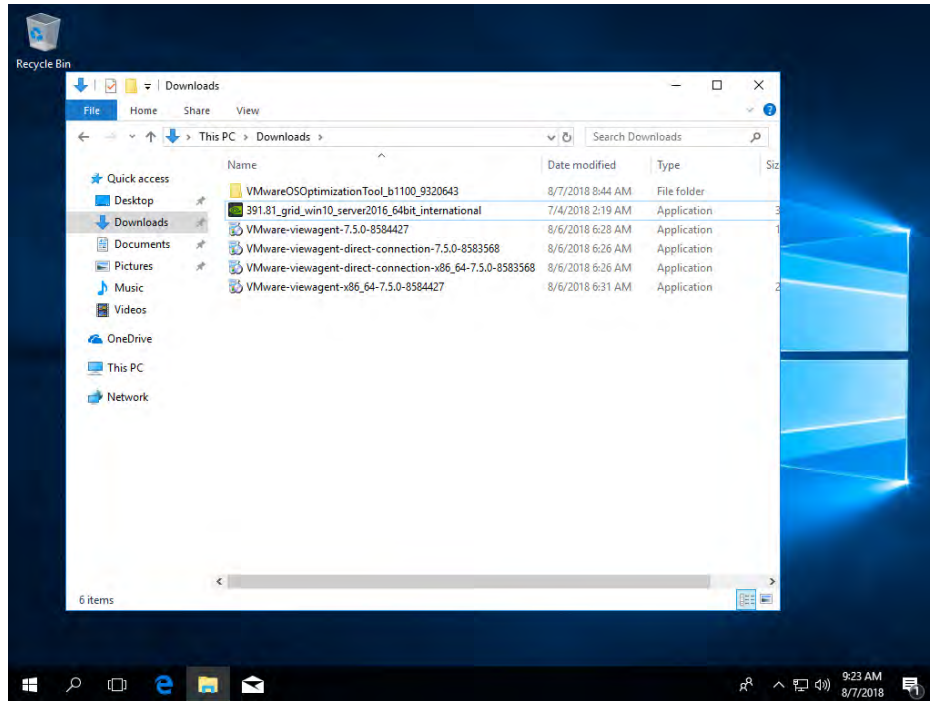 Recycle Bin
Downloads
File Home Share View
This PC > Downloads >
Search Downloads
Name Date modified Type Siz
Quick access
Desktop
Downloads
Documents
Pictures
Music
Videos
OneDrive
This PC
Network
VMwareOSOptimizationTool_b1100_9320643 8/7/2018 8:44 AM File folder
391.81_grid_win10_server2016_64bit_international 7/4/2018 2:19 AM Application 3
VMware-viewagent-7.5.0-8584427 8/6/2018 6:28 AM Application 1
VMware-viewagent-direct-connection-7.5.0-8583568 8/6/2018 6:26 AM Application
VMware-viewagent-direct-connection-x86_64-7.5.0-8583568 8/6/2018 6:26 AM Application
VMware-viewagent-x86_64-7.5.0-8584427 8/6/2018 6:31 AM Application 2
6 items
9:23 AM
8/7/2018
1